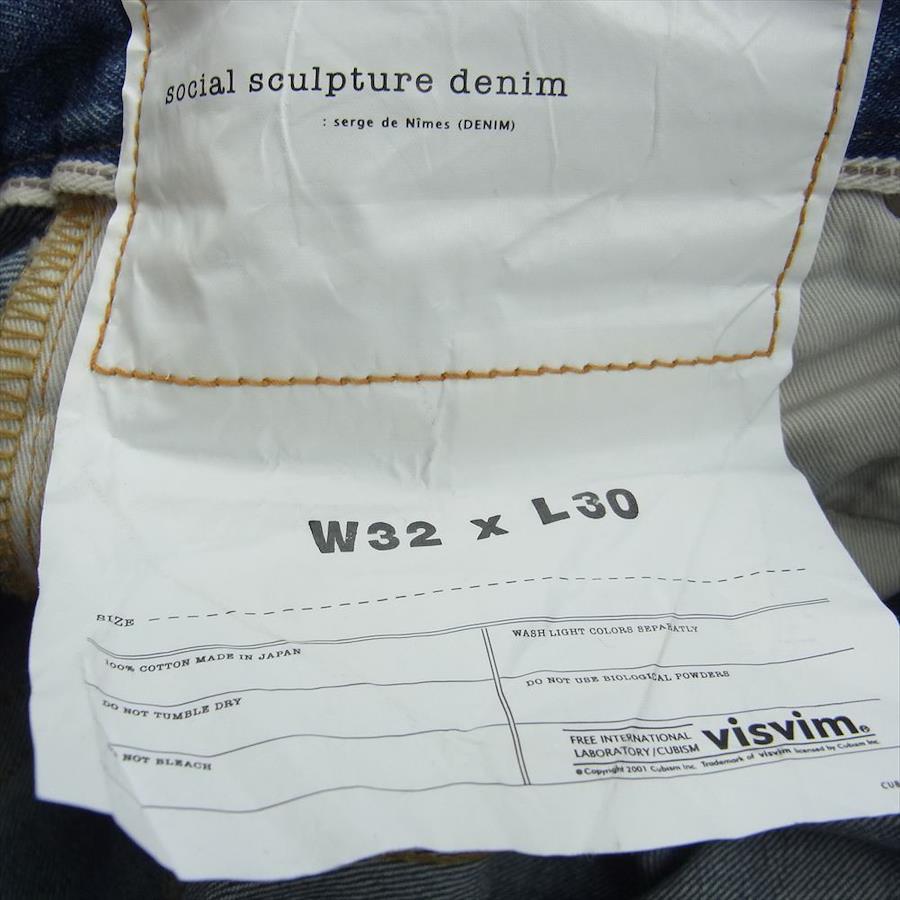 social sculpture denim
: serge de Nîmes (DENIM)
W32 x L30
SIZE
100% COTTON MADE IN JAPAN
DO NOT TUMBLE DRY
NOT BLEACH
WASH LIGHT COLORS SEPARATLY
DO NOT USE BIOLOGICAL POWDERS
FREE INTERNATIONAL
LABORATORY/CUBISM
visvim®
©Copyright 2001 Cubism Inc. Trademark of visvim licensed by Cubism Inc.